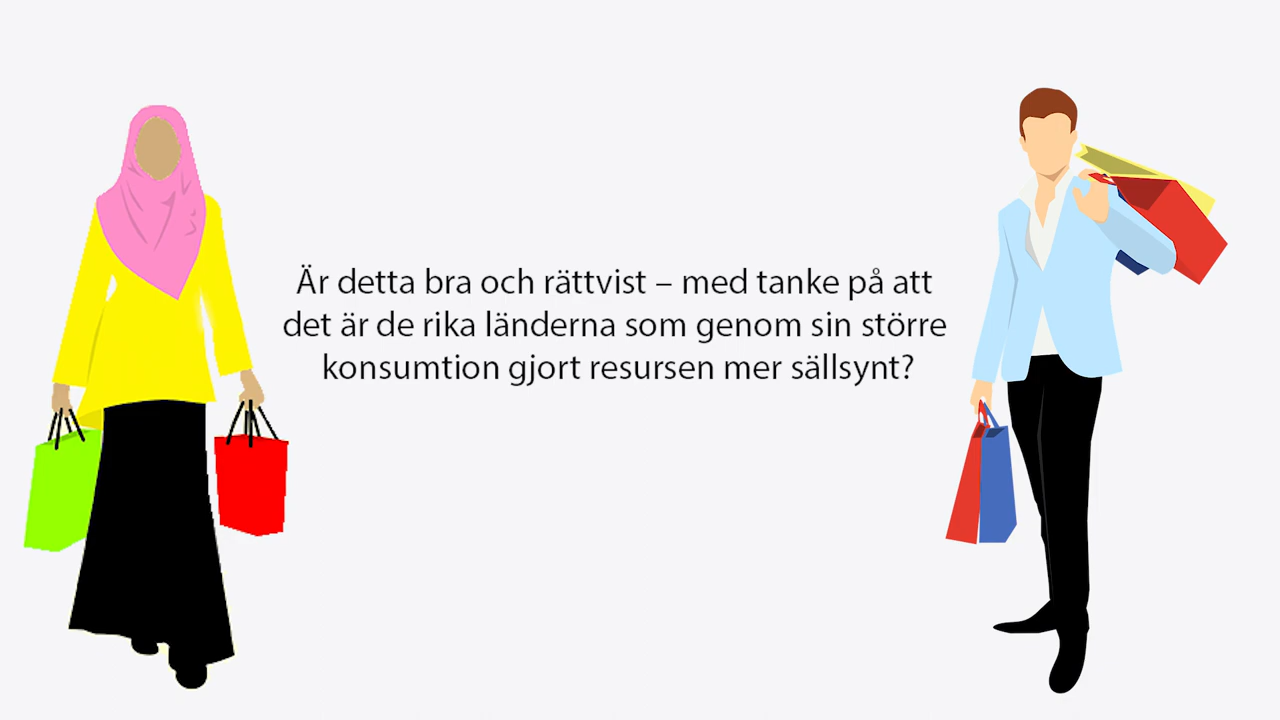 Är detta bra och rättvist – med tanke på att
det är de rika länderna som genom sin större
konsumtion gjort resursen mer sällsynt?